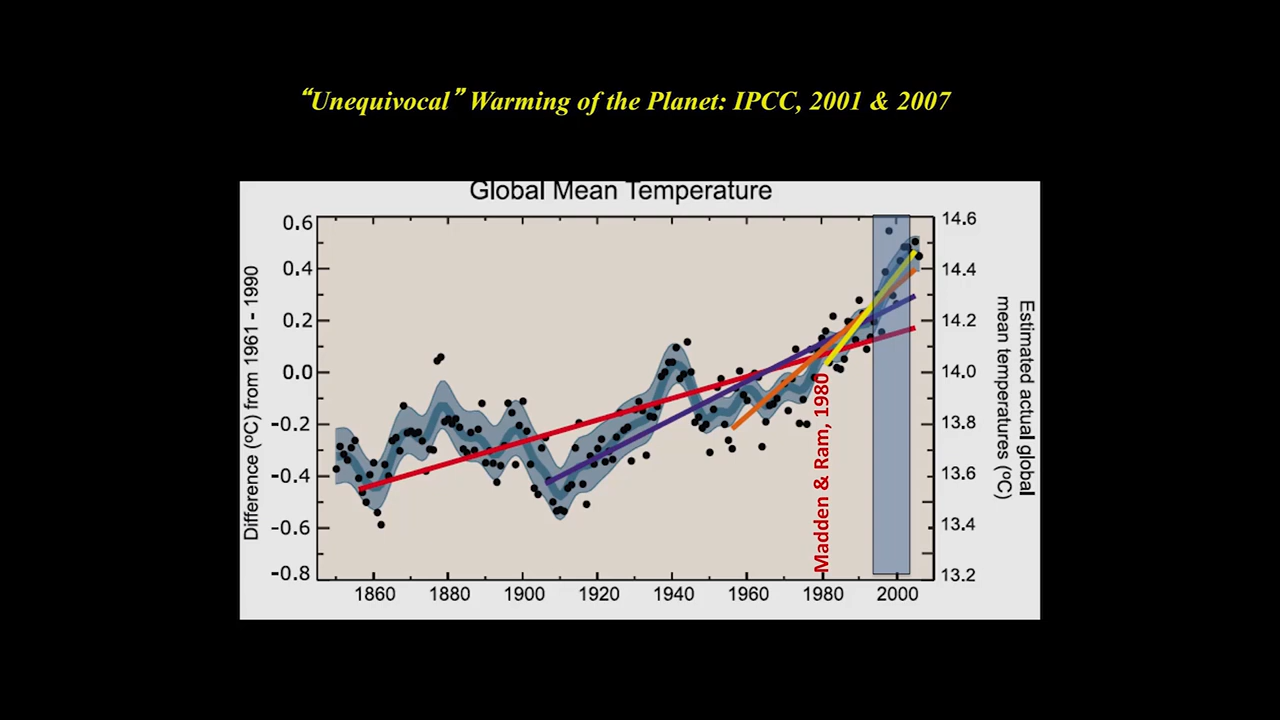 “Unequivocal” Warming of the Planet: IPCC, 2001 & 2007
Global Mean Temperature
Difference (oC) from 1961 - 1990
0.6
0.4
0.2
0.0
-0.2
-0.4
-0.6
-0.8
Madden & Ram, 1980
14.6
14.4
14.2
14.0
13.8
13.6
13.4
13.2
Estimated actual global
mean temperatures (oC)
1860 1880 1900 1920 1940 1960 1980 2000